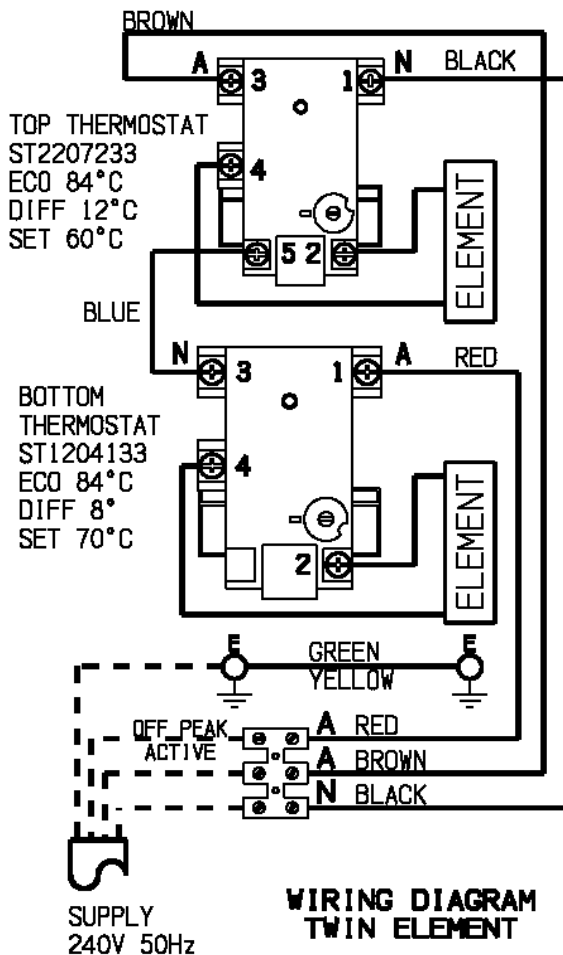 BROWN
A 3 1 N BLACK
TOP THERMOSTAT
ST2207233
ECO 84°C
DIFF 12°C
SET 60°C
4
5 2
ELEMENT
BLUE
N 3 1 A RED
BOTTOM
THERMOSTAT
ST1204133
ECO 84°C
DIFF 8°
SET 70°C
4
2
ELEMENT
E E
GREEN
YELLOW
OFF PEAK
ACTIVE
A RED
A BROWN
N BLACK
SUPPLY
240V 50Hz
WIRING DIAGRAM
TWIN ELEMENT